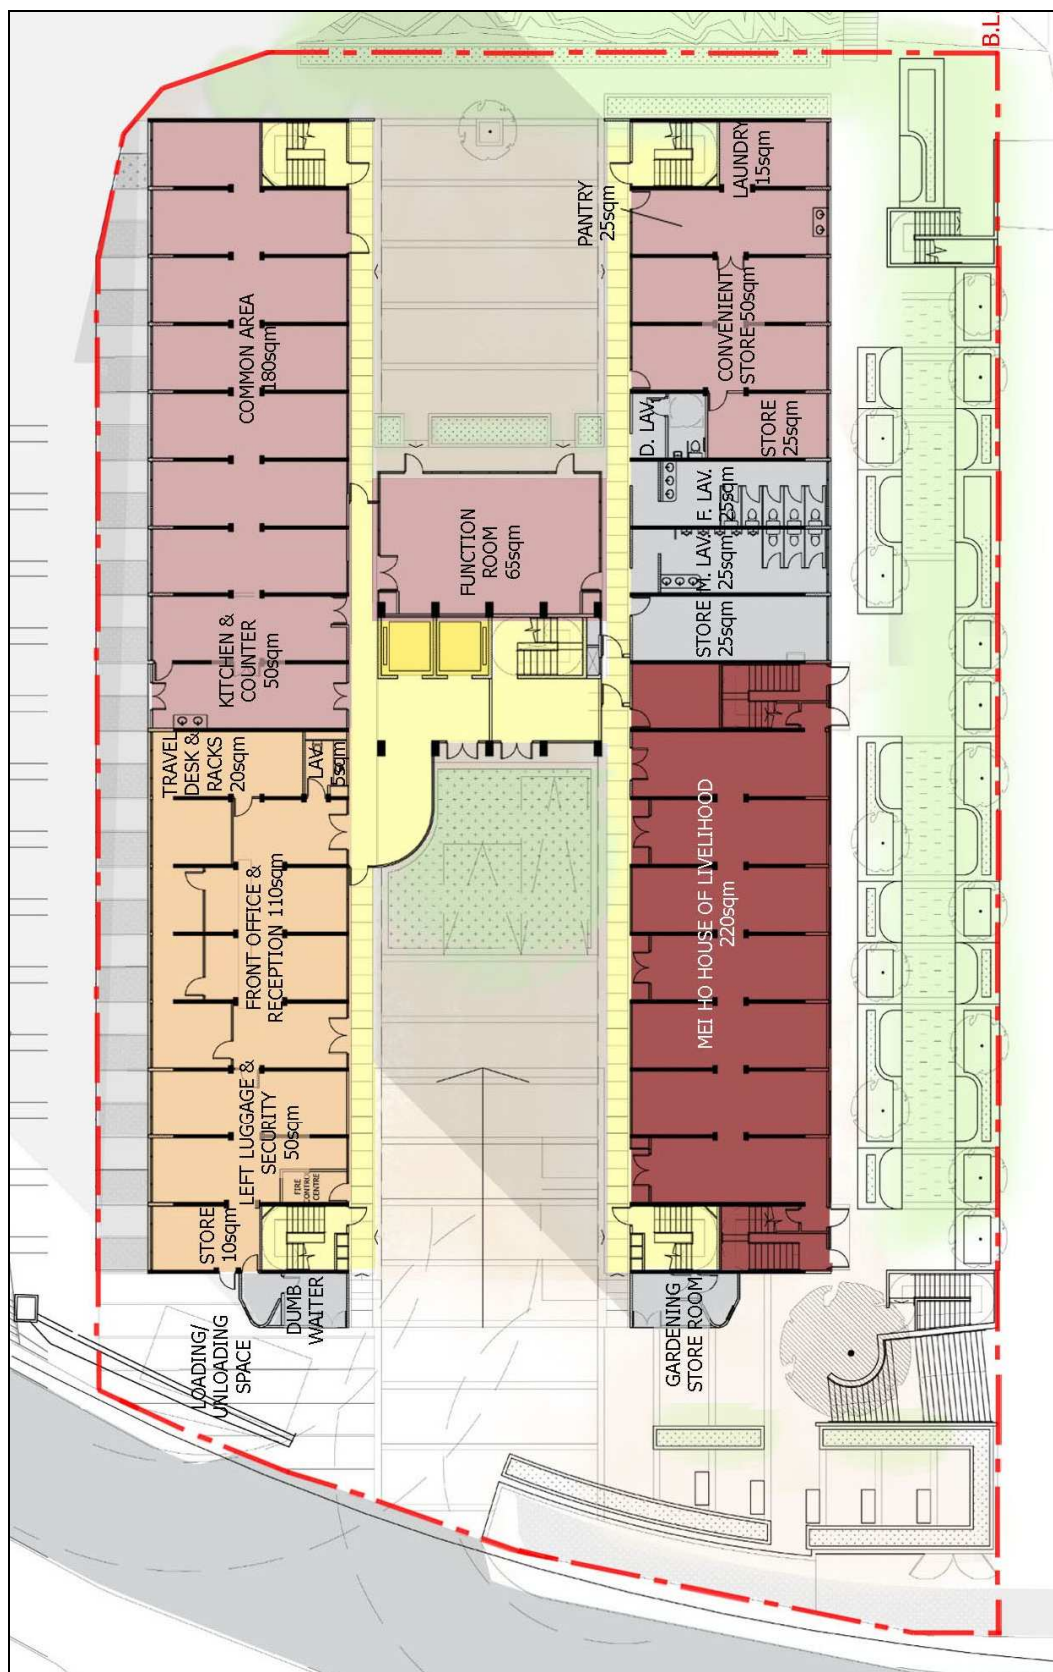 B.L.
LAUNDRY
15sqm
PANTRY
25sqm
COMMON AREA
180sqm
CONVENIENT
STORE 50sqm
D. LAV.
STORE
25sqm
F. LAV.
25sqm
FUNCTION
ROOM
65sqm
M. LAV.
25sqm
STORE
25sqm
KITCHEN &
COUNTER
50sqm
TRAVEL
DESK &
RACKS
20sqm
LAV.
5sqm
FRONT OFFICE &
RECEPTION 110sqm
MEI HO HOUSE OF LIVELIHOOD
220sqm
LEFT LUGGAGE &
SECURITY
50sqm
FIRE
CONTROL
CENTRE
STORE
10sqm
DUMB
WAITER
LOADING/
UNLOADING
SPACE
GARDENING
STORE ROOM